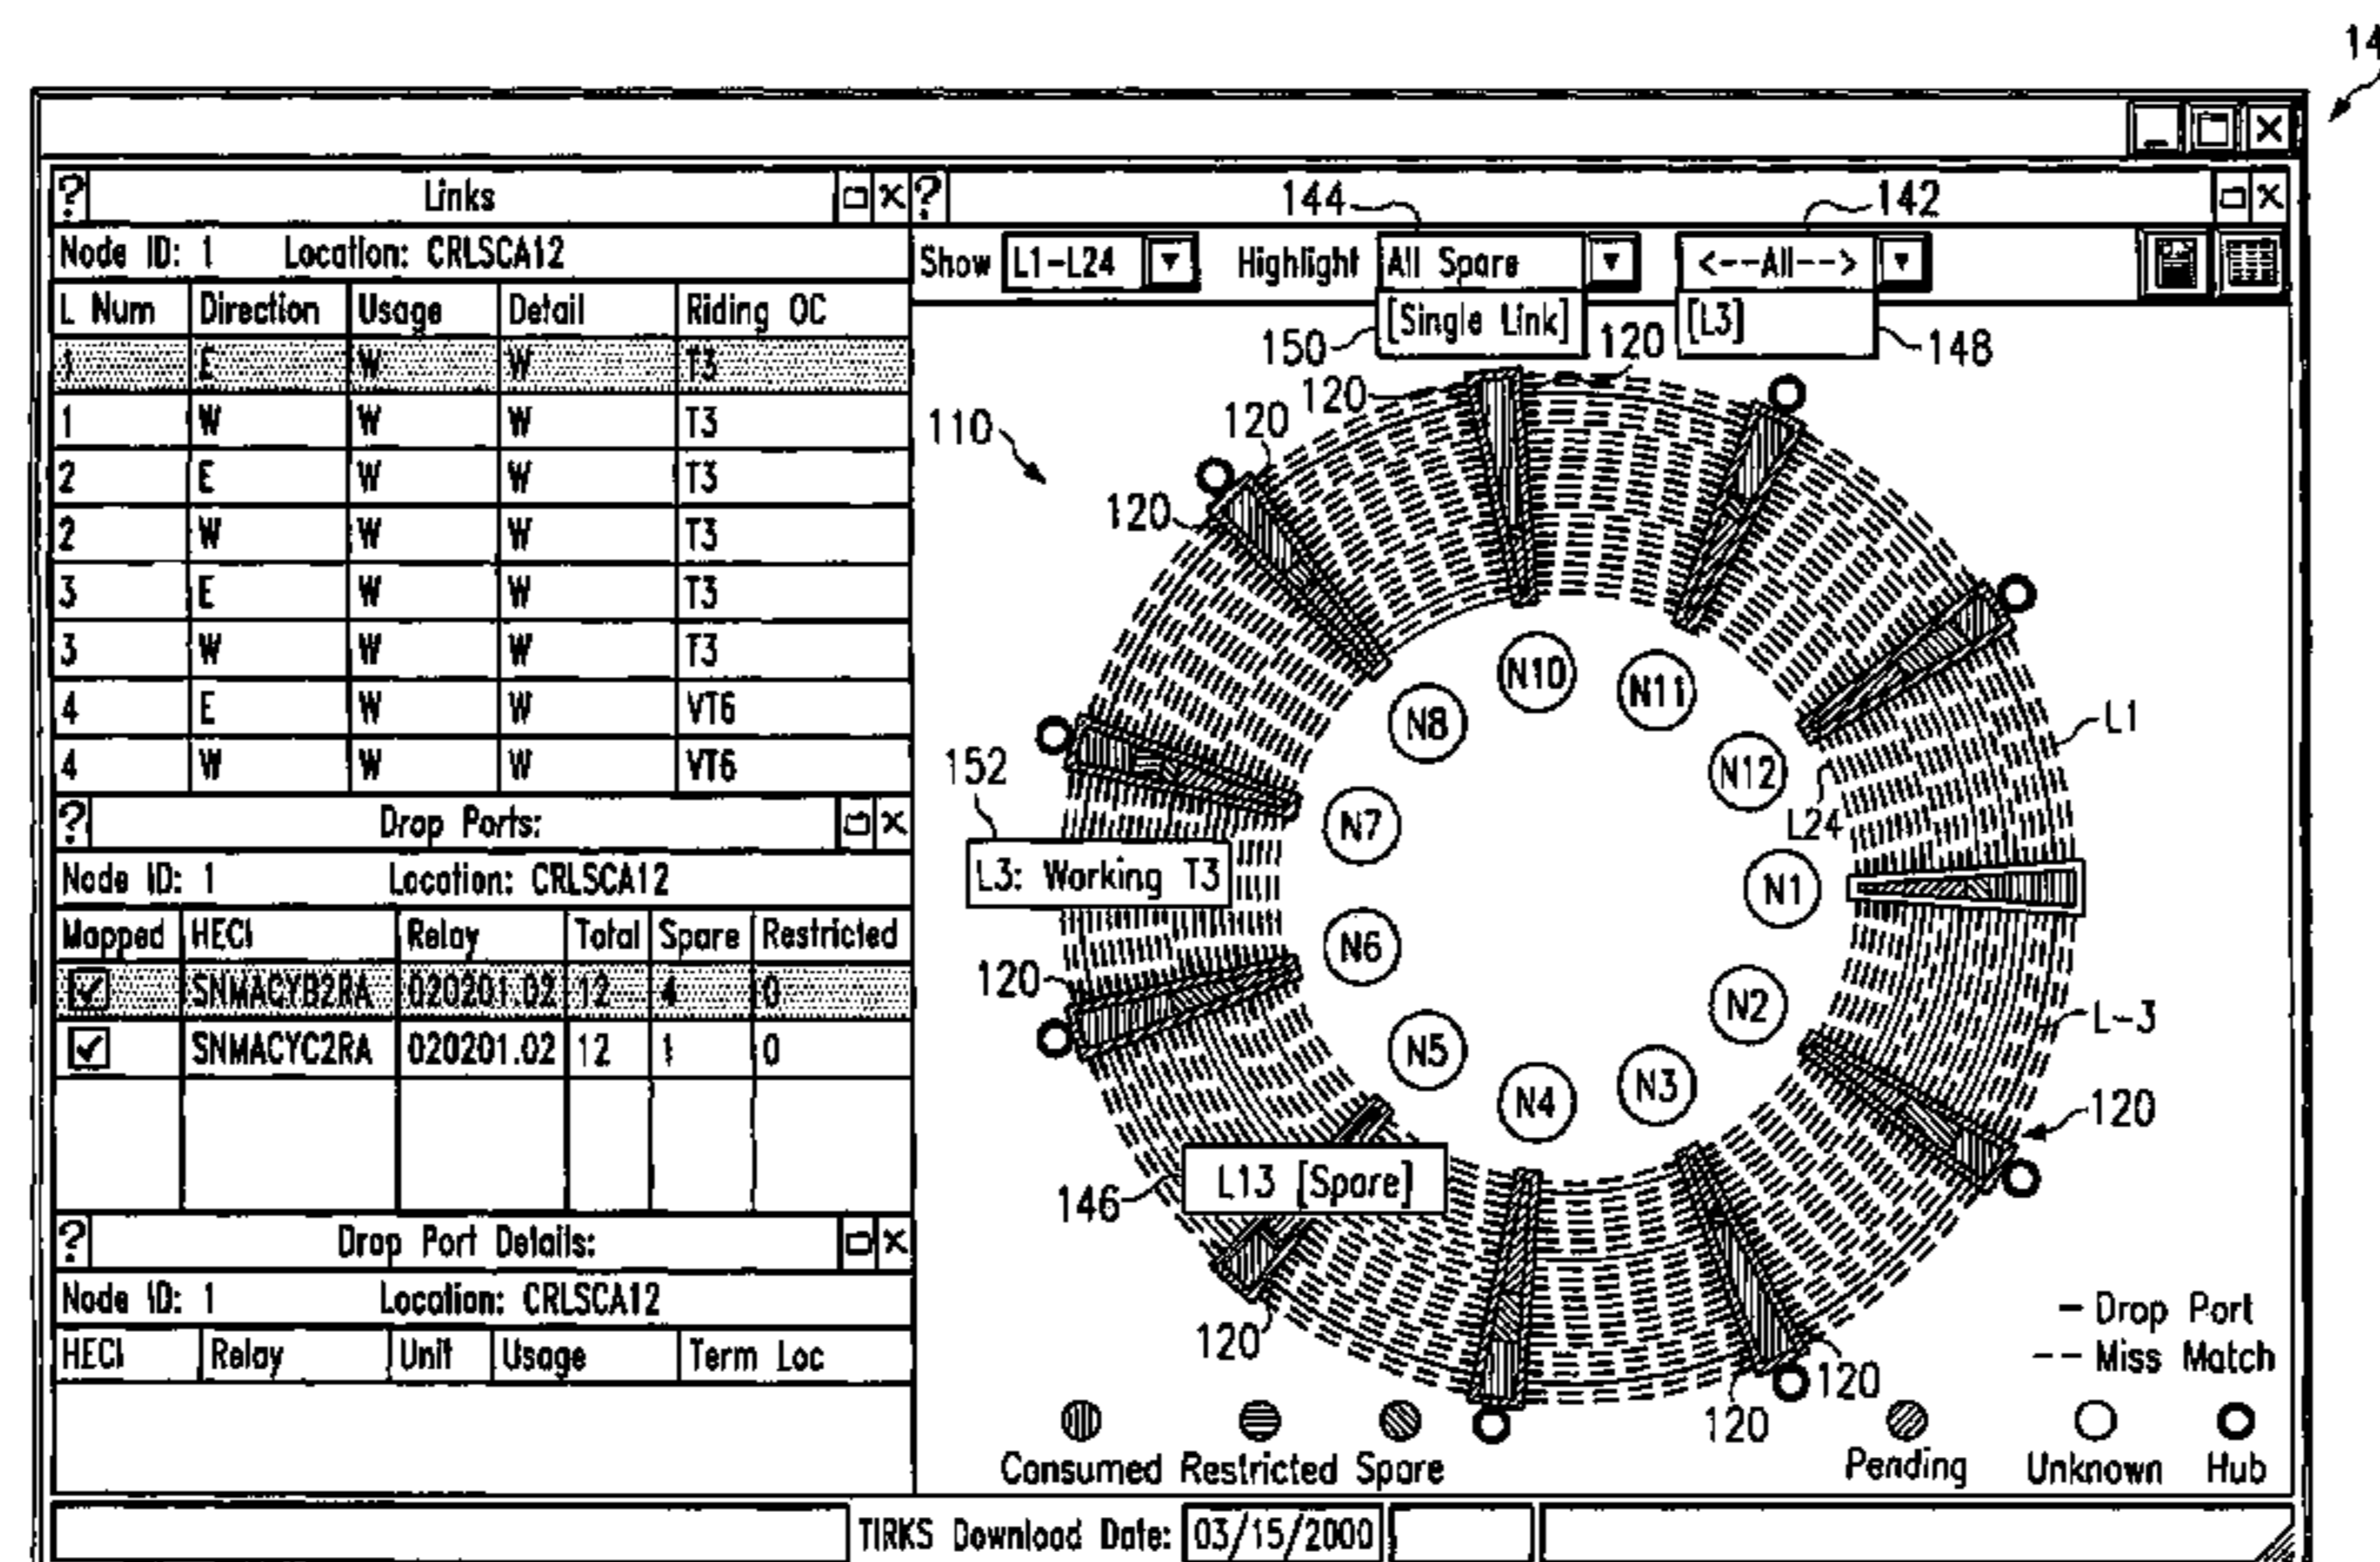 14
? Links
Node ID: 1 Location: CRLSCA12
L Num Direction Usage Detail Riding OC
1 E W W T3
1 W W W T3
2 E W W T3
2 W W W T3
3 E W W T3
3 W W W T3
4 E W W VT6
4 W W W VT6
? Drop Ports:
Node ID: 1 Location: CRLSCA12
Mapped HECI Relay Total Spare Restricted
SNMACYB2RA 020201.02 12 4 0
SNMACYC2RA 020201.02 12 1 0
? Drop Port Details:
Node ID: 1 Location: CRLSCA12
HECI Relay Unit Usage Term Loc
? 144 142
Show L1-L24 Highlight All Spare <--All-->
150 [Single Link] 120 [L3] 148
120
110 120
120
N10
N11
N8
N12
L1
L24
152
N7
L3: Working T3
N1
N6
120
N2
L-3
N5
N4
N3
120
146 L13 [Spare]
120
120
120
- Drop Port
-- Miss Match
Consumed Restricted Spare Pending Unknown Hub
TIRKS Download Date: 03/15/2000